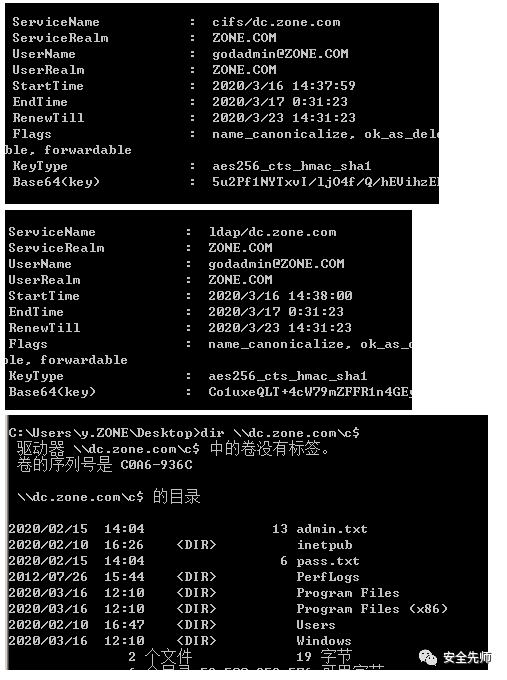 ServiceName : cifs/dc.zone.com
ServiceRealm : ZONE.COM
UserName : godadmin@ZONE.COM
UserRealm : ZONE.COM
StartTime : 2020/3/16 14:37:59
EndTime : 2020/3/17 0:31:23
RenewTill : 2020/3/23 14:31:23
Flags : name_canonicalize, ok_as_dele
ble, forwardable
KeyType : aes256_cts_hmac_sha1
Base64(key) : 5u2Pf1NYTxvI/ljO4f/Q/hEVihzE
ServiceName : ldap/dc.zone.com
ServiceRealm : ZONE.COM
UserName : godadmin@ZONE.COM
UserRealm : ZONE.COM
StartTime : 2020/3/16 14:38:00
EndTime : 2020/3/17 0:31:23
RenewTill : 2020/3/23 14:31:23
Flags : name_canonicalize, ok_as_d
ble, forwardable
KeyType : aes256_cts_hmac_sha1
Base64(key) : Co1uxeQLT+4cW79mZFFR1n4GEy
C:\Users\y.ZONE\Desktop>dir \\dc.zone.com\c$
驱动器 \\dc.zone.com\c$ 中的卷没有标签。
卷的序列号是 C0A6-936C
\\dc.zone.com\c$ 的目录
2020/02/15 14:04 13 admin.txt
2020/02/10 16:26 <DIR> inetpub
2020/02/15 14:04 6 pass.txt
2012/07/26 15:44 <DIR> PerfLogs
2020/03/16 12:10 <DIR> Program Files
2020/03/16 12:10 <DIR> Program Files (x86)
2020/02/10 16:47 <DIR> Users
2020/03/16 12:10 <DIR> Windows
2 个文件 19 字节
安全先师